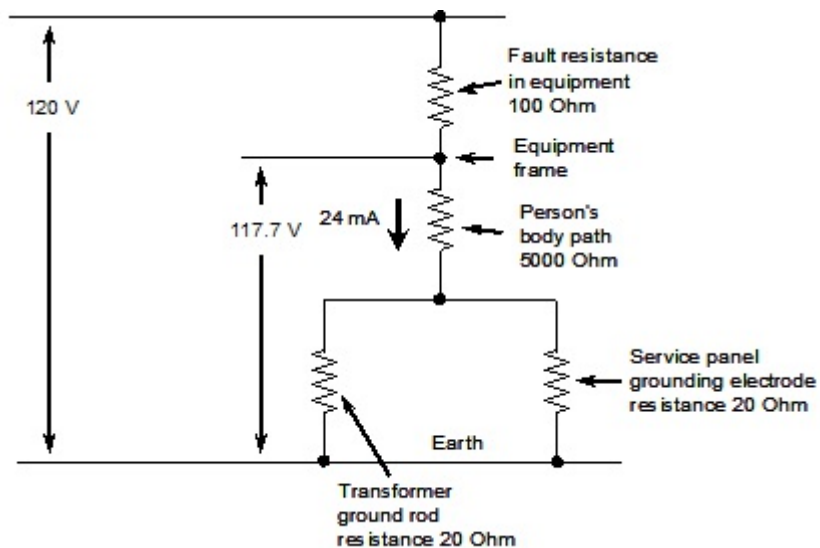 Fault resistance
in equipment
100 Ohm
120 V
Equipment
frame
24 mA
117.7 V
Person's
body path
5000 Ohm
Service panel
grounding electrode
resistance 20 Ohm
Earth
Transformer
ground rod
resistance 20 Ohm